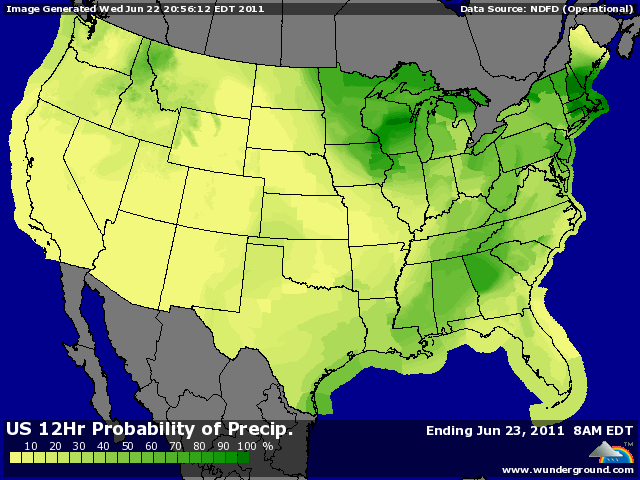 Image Generated Wed Jun 22 20:56:12 EDT 2011 Data Source: NDFD (Operational)
US 12Hr Probability of Precip. Ending Jun 23, 2011 8AM EDT
10 20 30 40 50 60 70 80 90 100 %
TM
www.wunderground.com